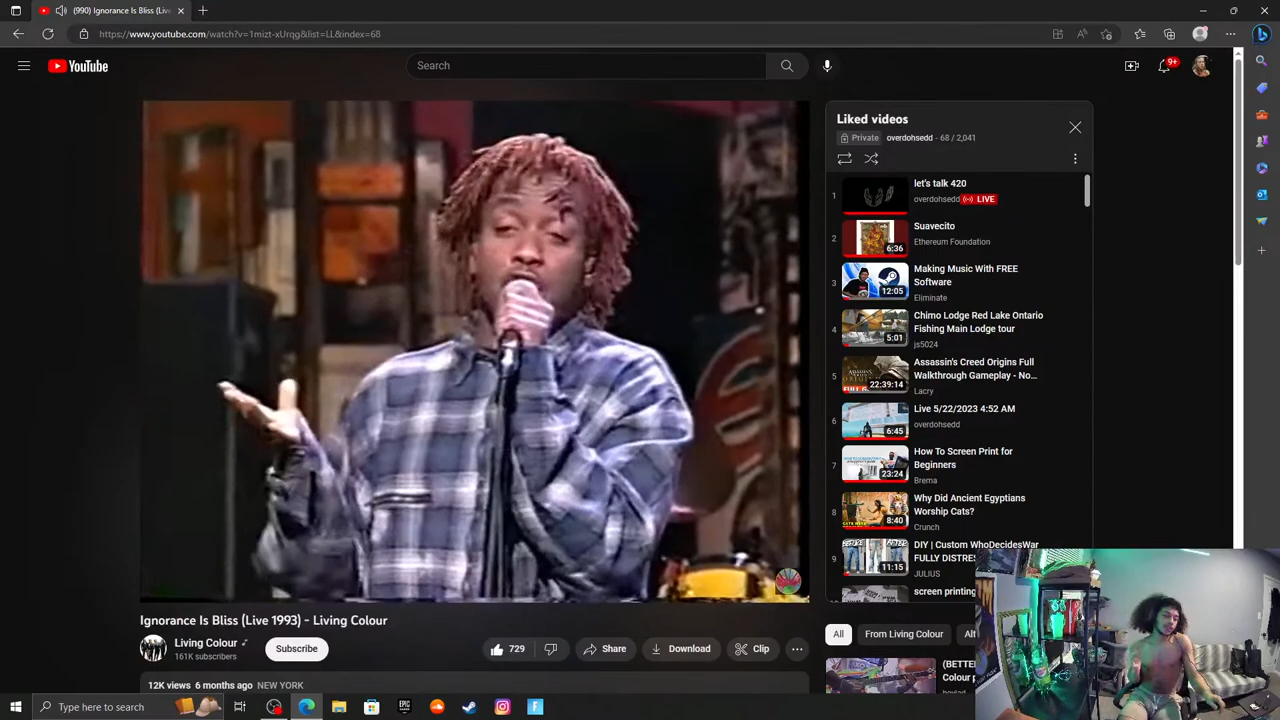 (990) Ignorance Is Bliss (Live
https://www.youtube.com/watch?v=1mizt-xUrqg&list=LL&index=68
YouTube
Search
9+
Liked videos
Private overdohsedd - 68 / 2,041
1
let's talk 420
overdohsedd LIVE
2
6:36
Suavecito
Ethereum Foundation
3
12:05
Making Music With FREE
Software
Eliminate
4
5:01
Chimo Lodge Red Lake Ontario
Fishing Main Lodge tour
js5024
5
22:39:14
Assassin's Creed Origins Full
Walkthrough Gameplay - No...
Lacry
6
6:45
Live 5/22/2023 4:52 AM
overdohsedd
7
23:24
How To Screen Print for
Beginners
Brema
8
8:40
Why Did Ancient Egyptians
Worship Cats?
Crunch
9
11:15
DIY | Custom WhoDecidesWar
FULLY DISTRES
JULIUS
screen printing
Ignorance Is Bliss (Live 1993) - Living Colour
Living Colour
161K subscribers
Subscribe
729
Share
Download
Clip
All
From Living Colour
(BETTER
Colour p
12K views 6 months ago NEW YORK
Type here to search